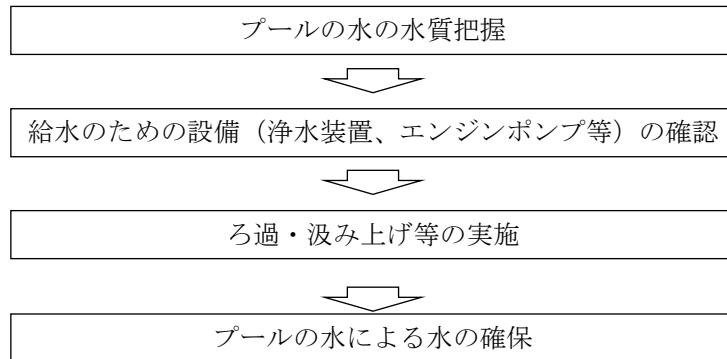 プールの水の水質把握
給水のための設備（浄水装置、エンジンポンプ等）の確認
ろ過・汲み上げ等の実施
プールの水による水の確保